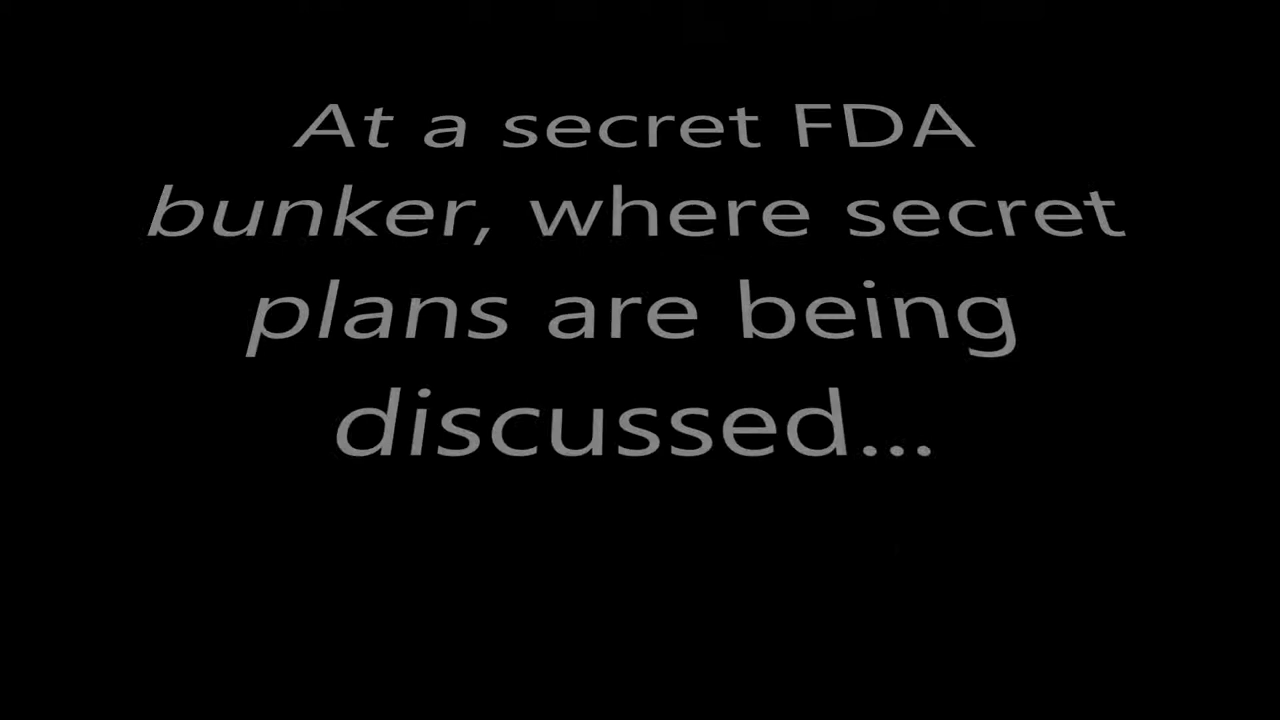 At a secret FDA
bunker, where secret
plans are being
discussed...